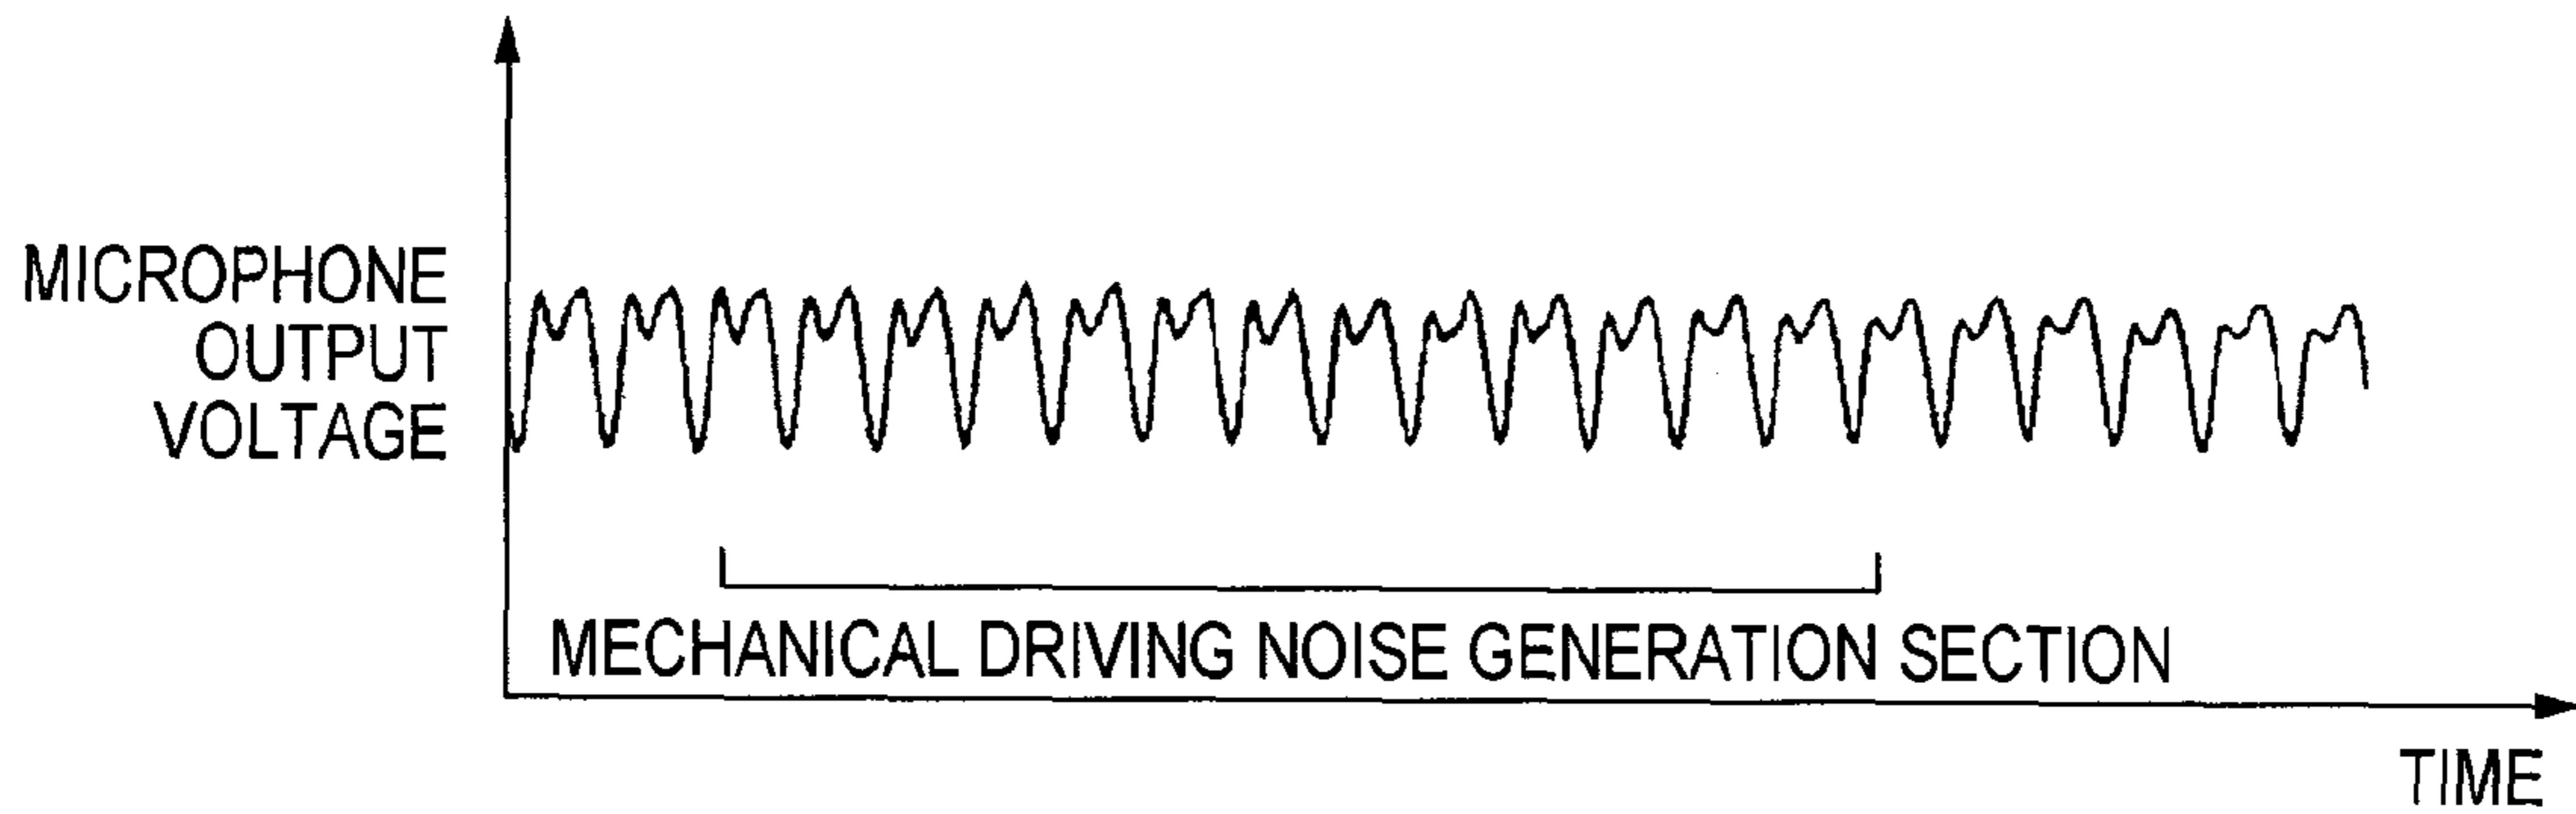 MICROPHONE
OUTPUT
VOLTAGE
MECHANICAL DRIVING NOISE GENERATION SECTION
TIME